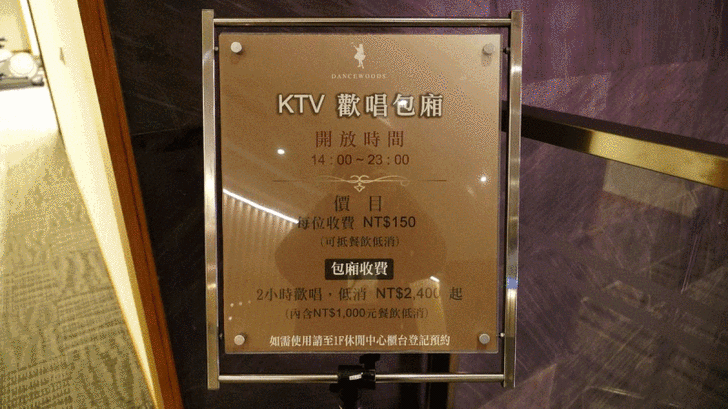 DANCEWOODS
KTV 歡唱包廂
開放時間
14:00~23:00
價目
每位收費 NT$150
(可抵餐飲低消)
包廂收費
2小時歡唱,低消 NT$2,400 起
(內含NT$1,000元餐飲低消)
如需使用請至1F休閒中心櫃台登記預約